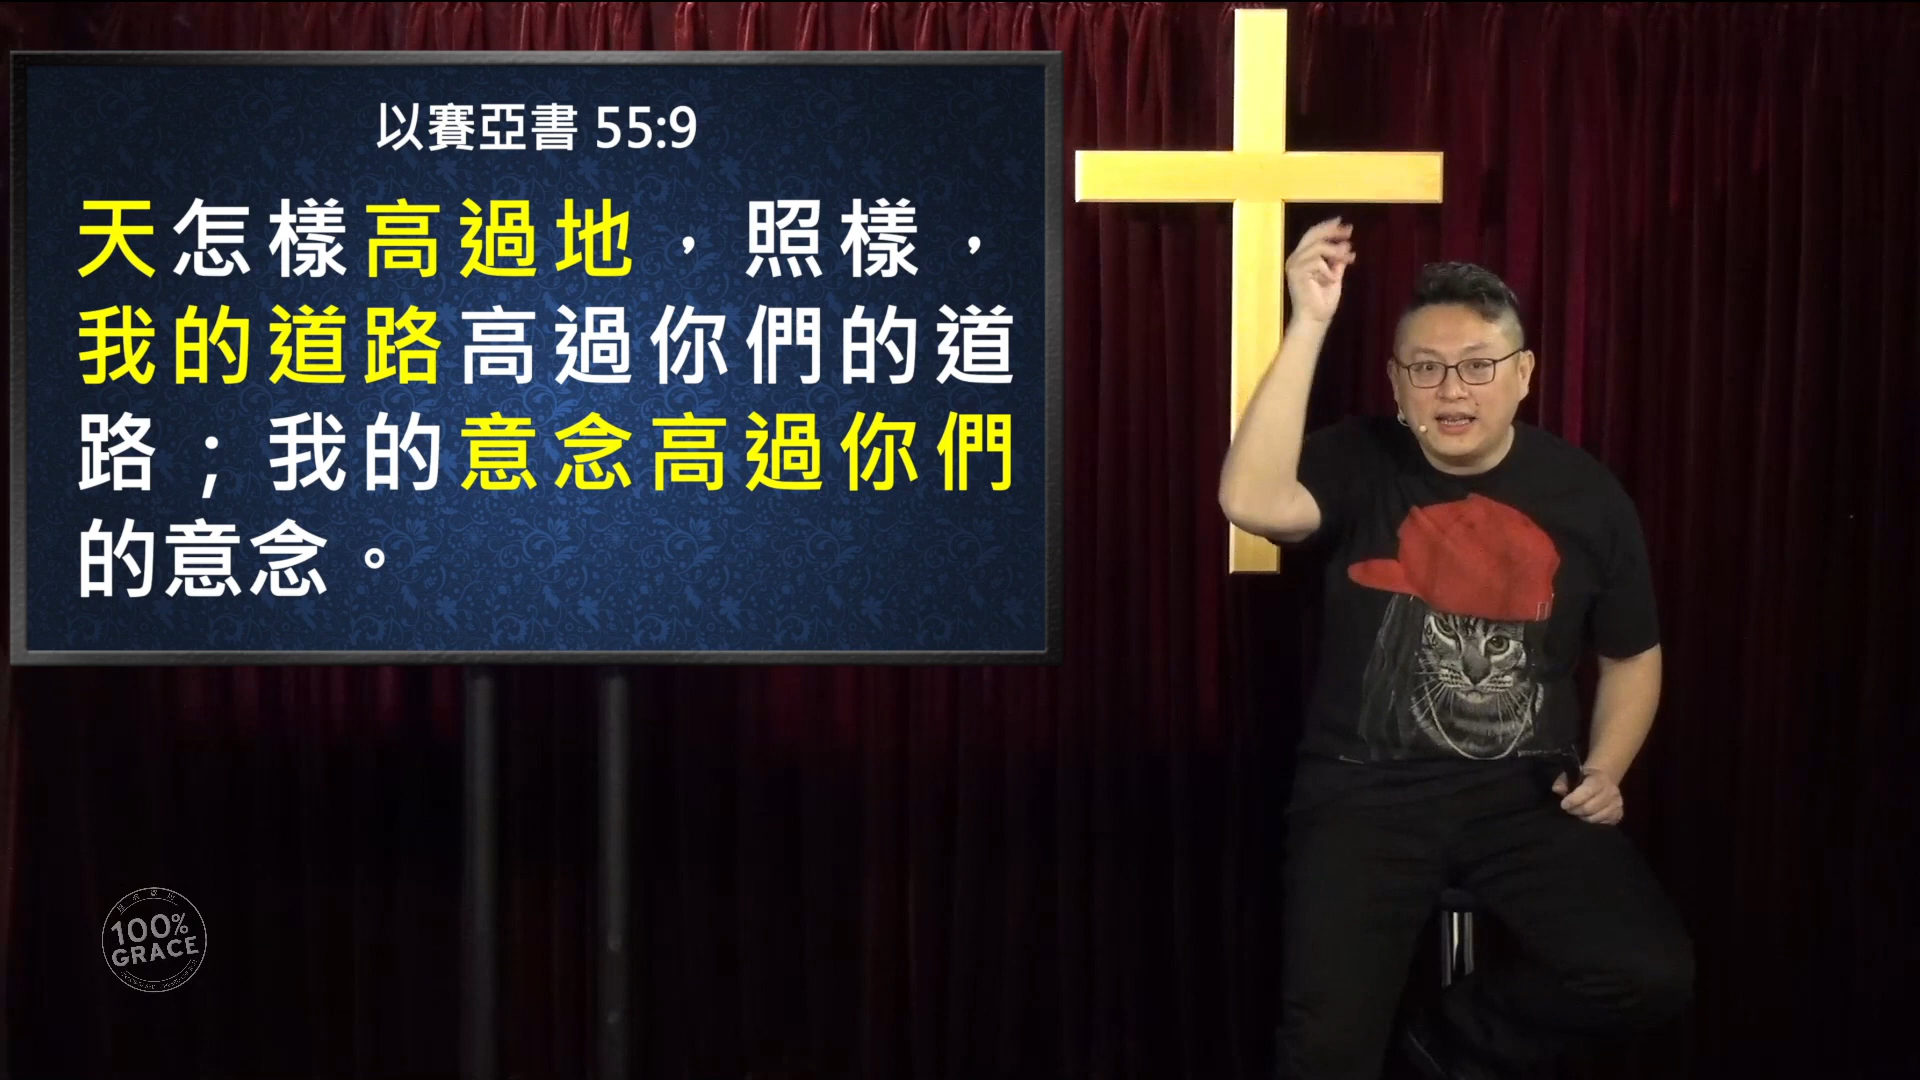 以賽亞書 55:9
天怎樣高過地，照樣，
我的道路高過你們的道
路；我的意念高過你們
的意念。
100%
GRACE